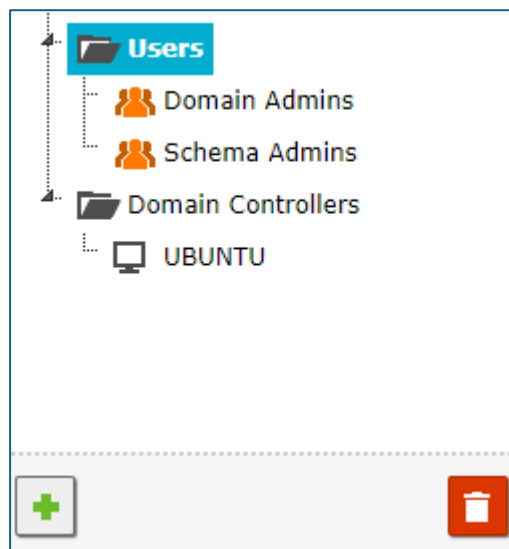 Users
Domain Admins
Schema Admins
Domain Controllers
UBUNTU